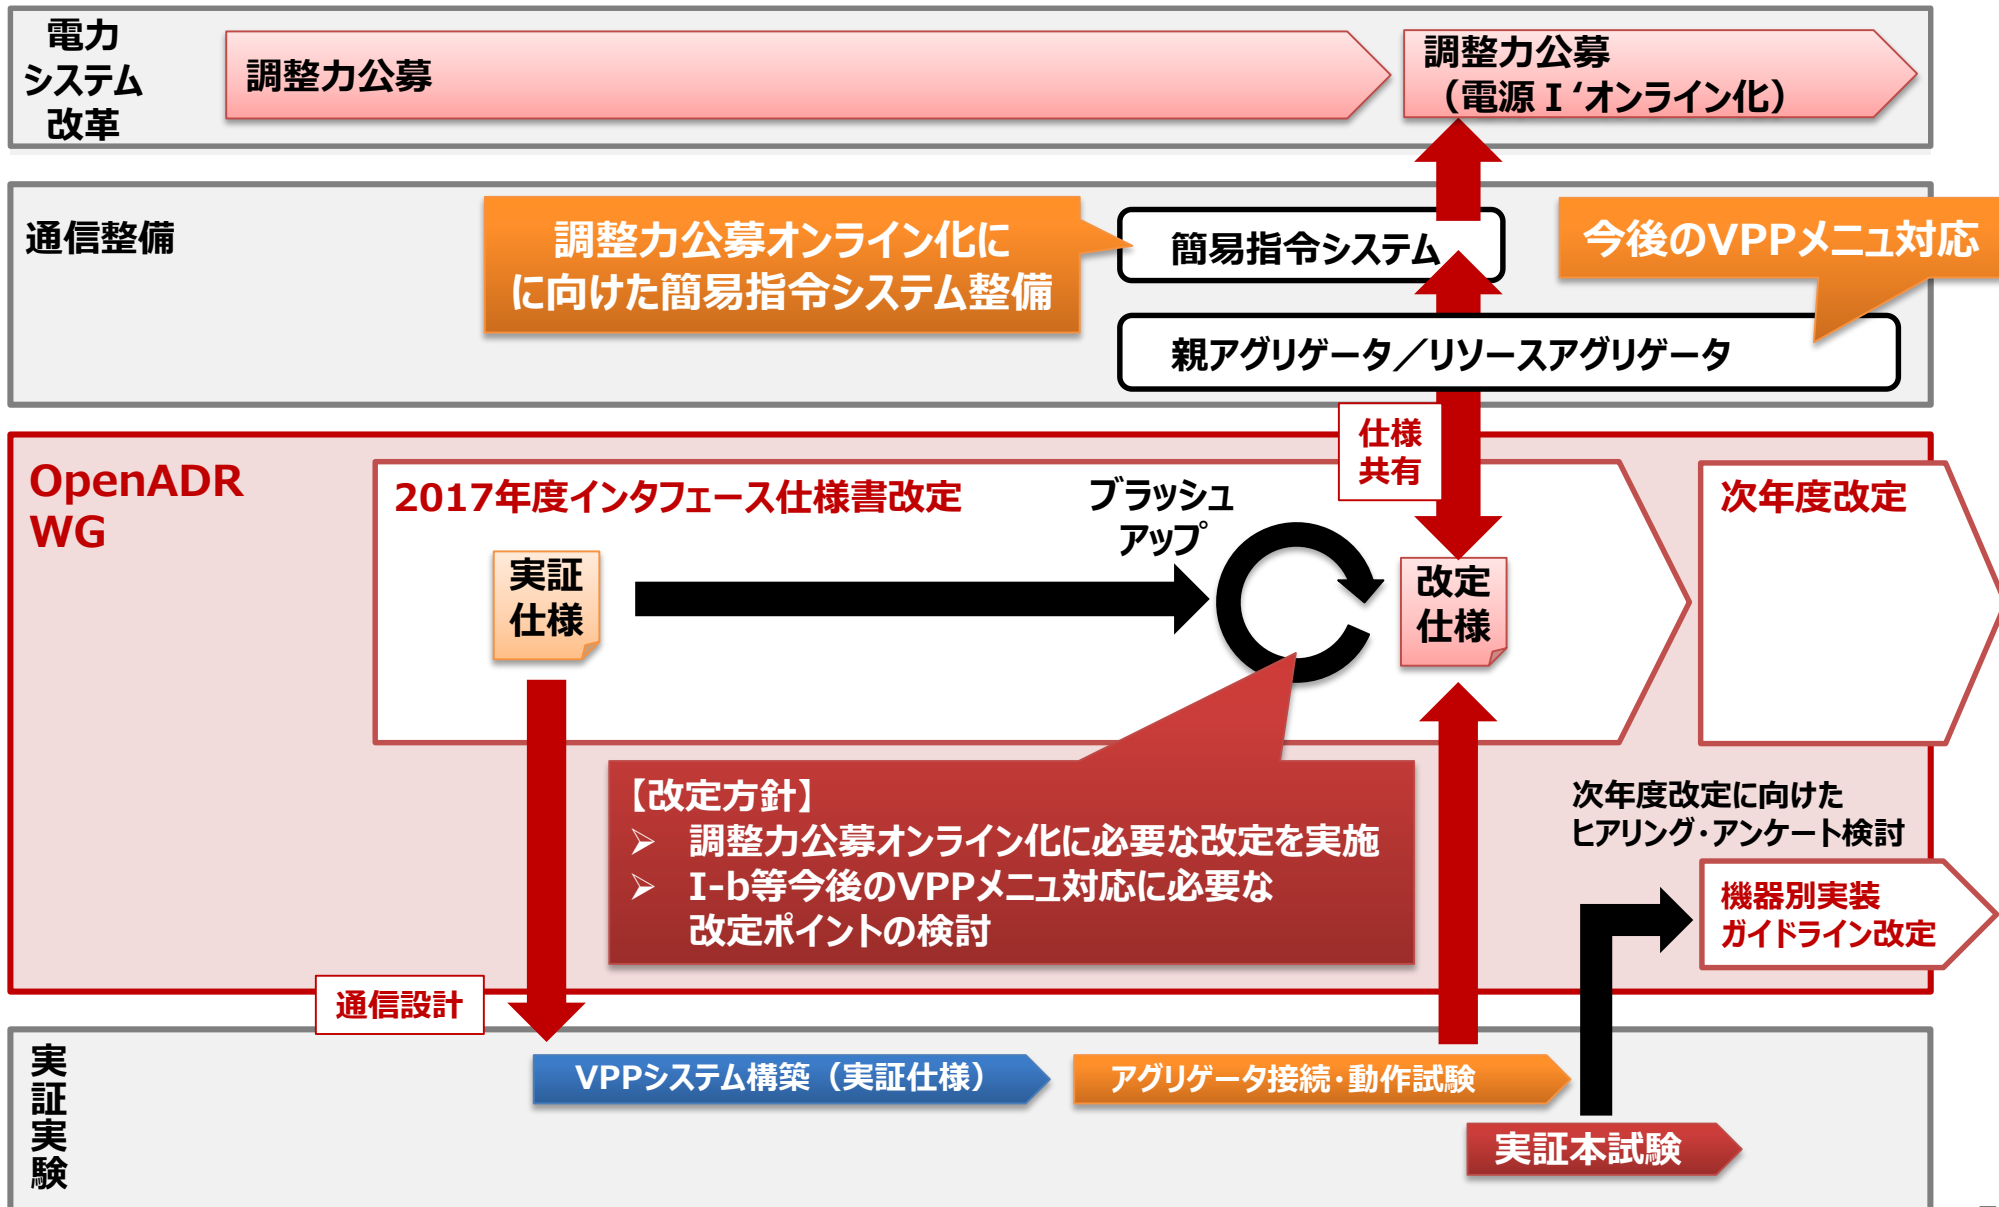 電力
システム
改革
調整力公募
調整力公募
（電源Ⅰ‘オンライン化）
通信整備
調整力公募オンライン化に
に向けた簡易指令システム整備
簡易指令システム
今後のVPPメニュ対応
親アグリゲータ／リソースアグリゲータ
仕様
共有
OpenADR
WG
2017年度インタフェース仕様書改定
ブラッシュ
アップ
次年度改定
実証
仕様
改定
仕様
【改定方針】
➢ 調整力公募オンライン化に必要な改定を実施
➢ I-b等今後のVPPメニュ対応に必要な
改定ポイントの検討
次年度改定に向けた
ヒアリング・アンケート検討
機器別実装
ガイドライン改定
通信設計
実
証
実
験
VPPシステム構築（実証仕様）
アグリゲータ接続・動作試験
実証本試験